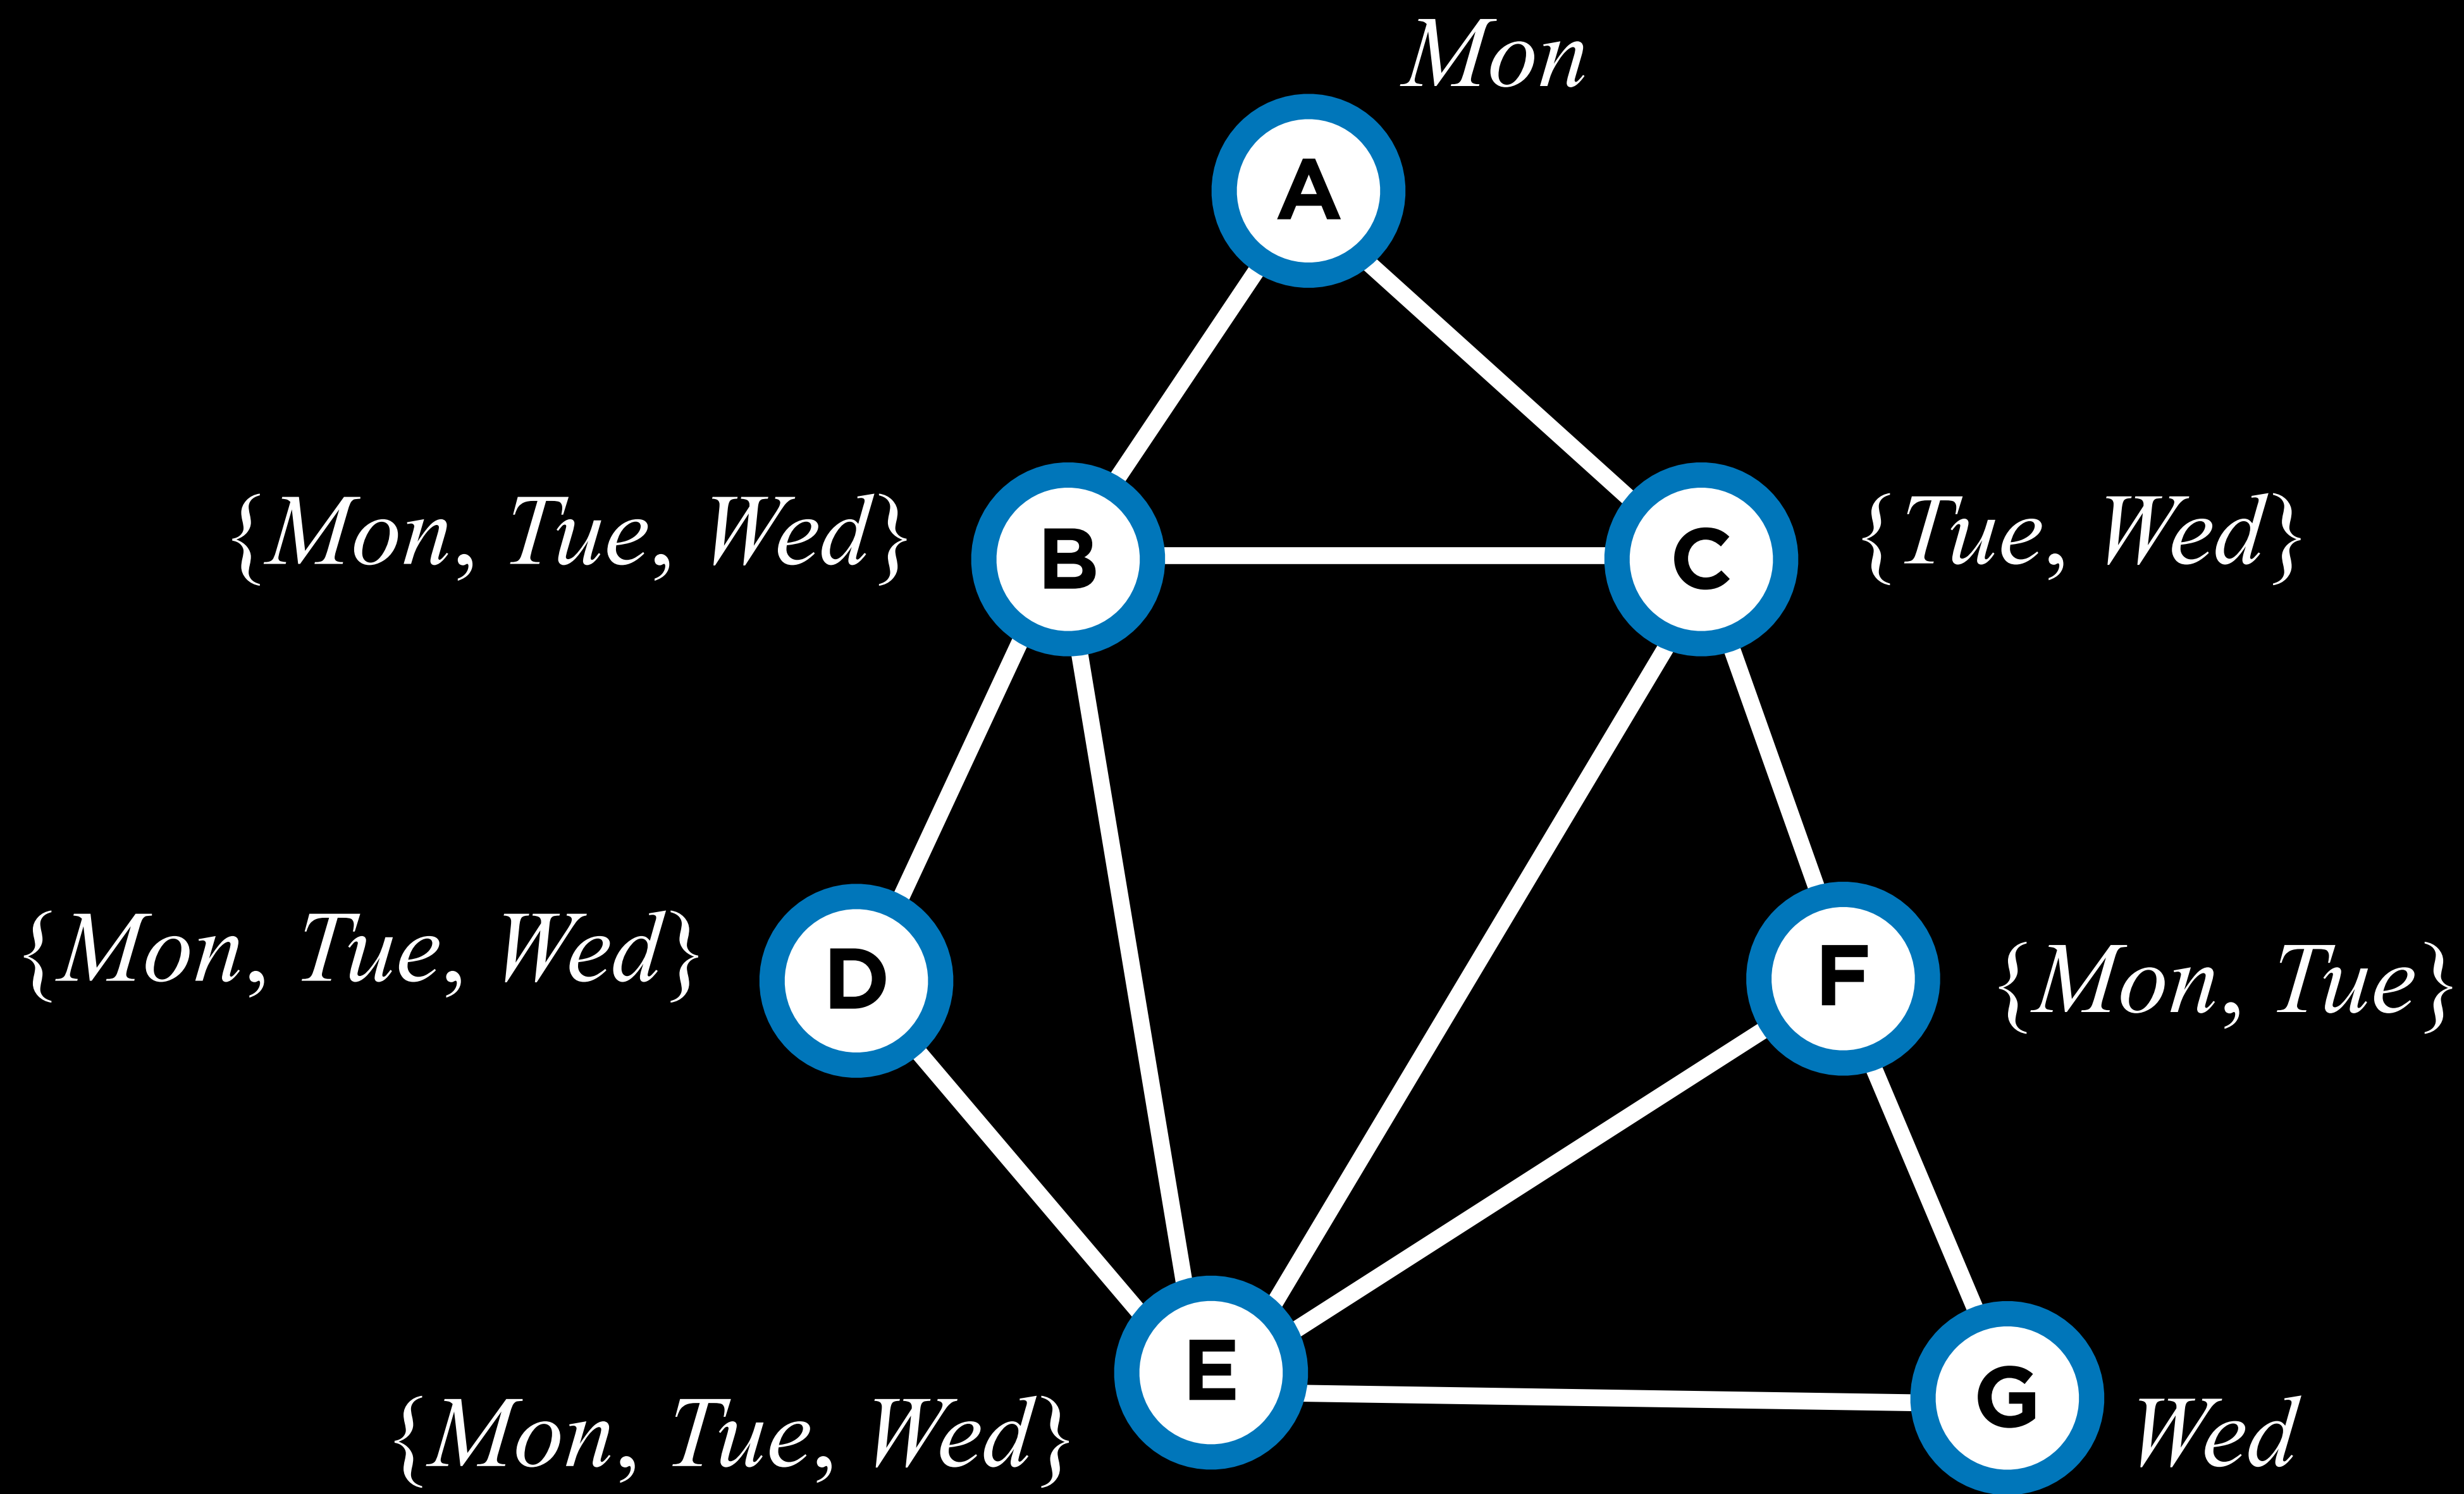 Mon
A
{Mon, Tue, Wed}
B
C
{Tue, Wed}
{Mon, Tue, Wed}
D
F
{Mon, Tue}
E
{Mon, Tue, Wed}
G
Wed